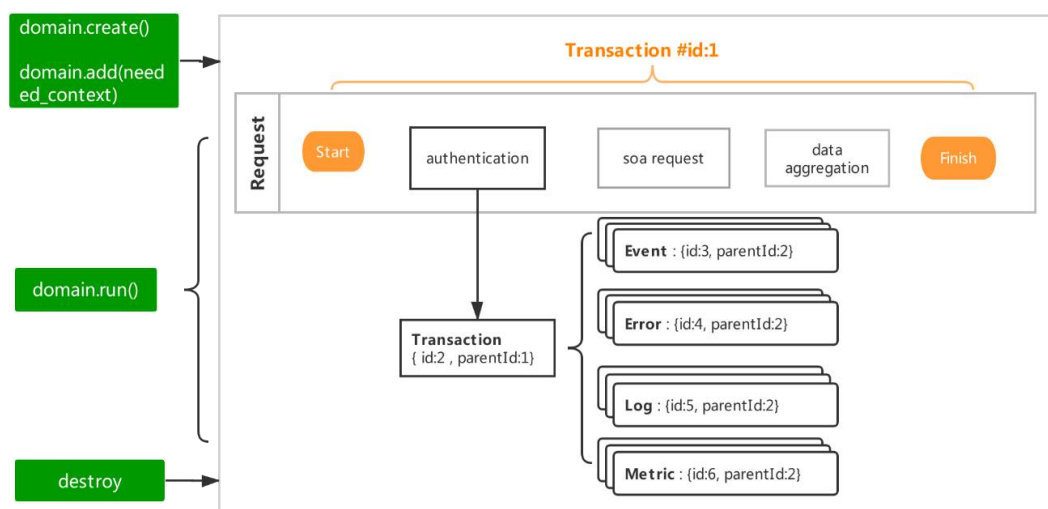 domain.create()
domain.add(need
ed_context)
Transaction #id:1
Request
Start
authentication
soa request
data
aggregation
Finish
domain.run()
Transaction
{ id:2 , parentId:1}
Event : {id:3, parentId:2}
Error : {id:4, parentId:2}
Log : {id:5, parentId:2}
Metric : {id:6, parentId:2}
destroy